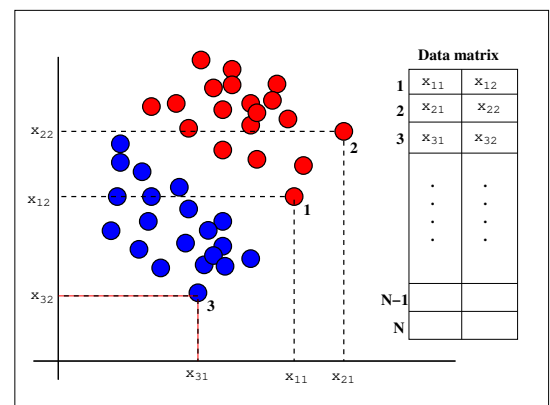 Data matrix
1 x11 x12
2 x21 x22
3 x31 x32
. .
. .
. .
. .
N-1
N
x22
2
x12
1
x32
3
x31 x11 x21